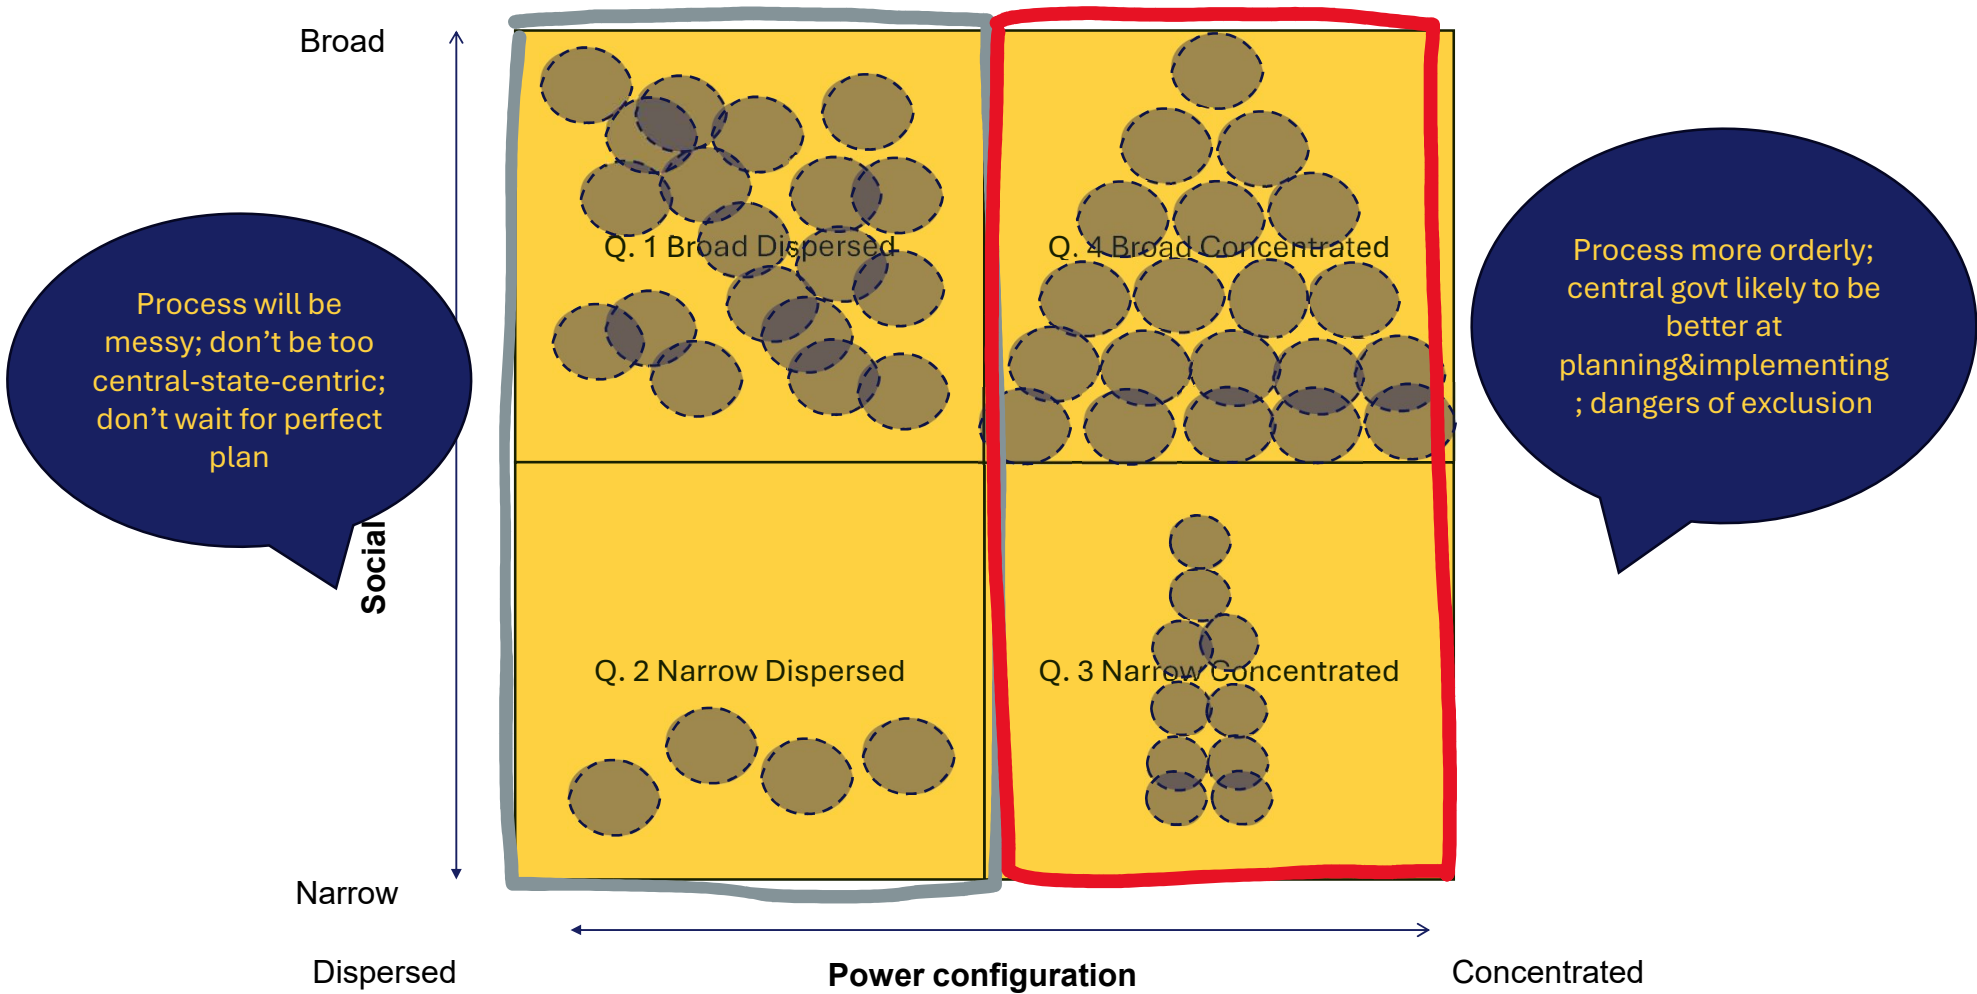 Broad
Process will be
messy; don’t be too
central-state-centric;
don’t wait for perfect
plan
Social
Q. 1 Broad Dispersed
Q. 4 Broad Concentrated
Process more orderly;
central govt likely to be
better at
planning&implementing
; dangers of exclusion
Q. 2 Narrow Dispersed
Q. 3 Narrow Concentrated
Narrow
Dispersed
Power configuration
Concentrated